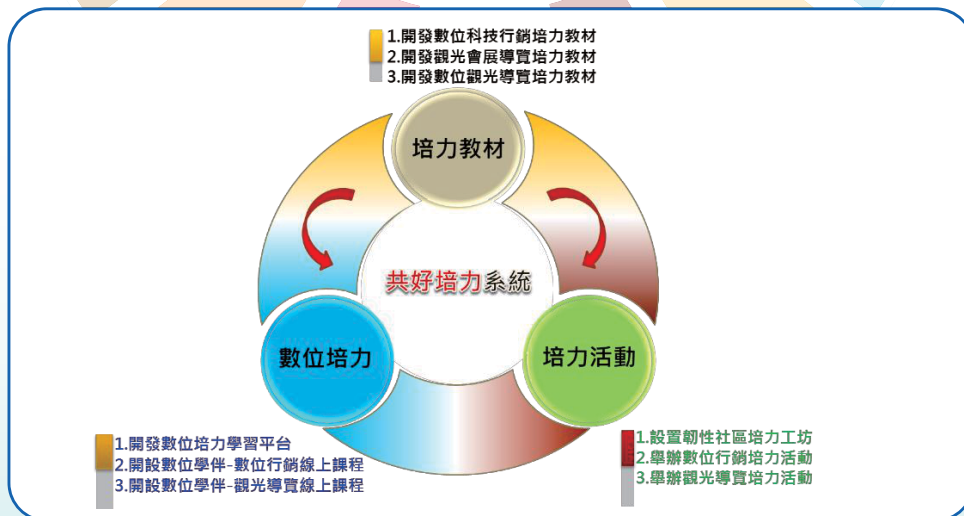 1.開發數位科技行銷培力教材
2.開發觀光會展導覽培力教材
3.開發數位觀光導覽培力教材
培力教材
共好培力系統
數位培力
培力活動
1.開發數位培力學習平台
2.開設數位學伴-數位行銷線上課程
3.開設數位學伴-觀光導覽線上課程
1.設置韌性社區培力工坊
2.舉辦數位行銷培力活動
3.舉辦觀光導覽培力活動